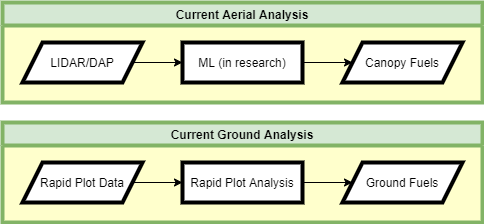 Current Aerial Analysis
LIDAR/DAP
ML (in research)
Canopy Fuels
Current Ground Analysis
Rapid Plot Data
Rapid Plot Analysis
Ground Fuels